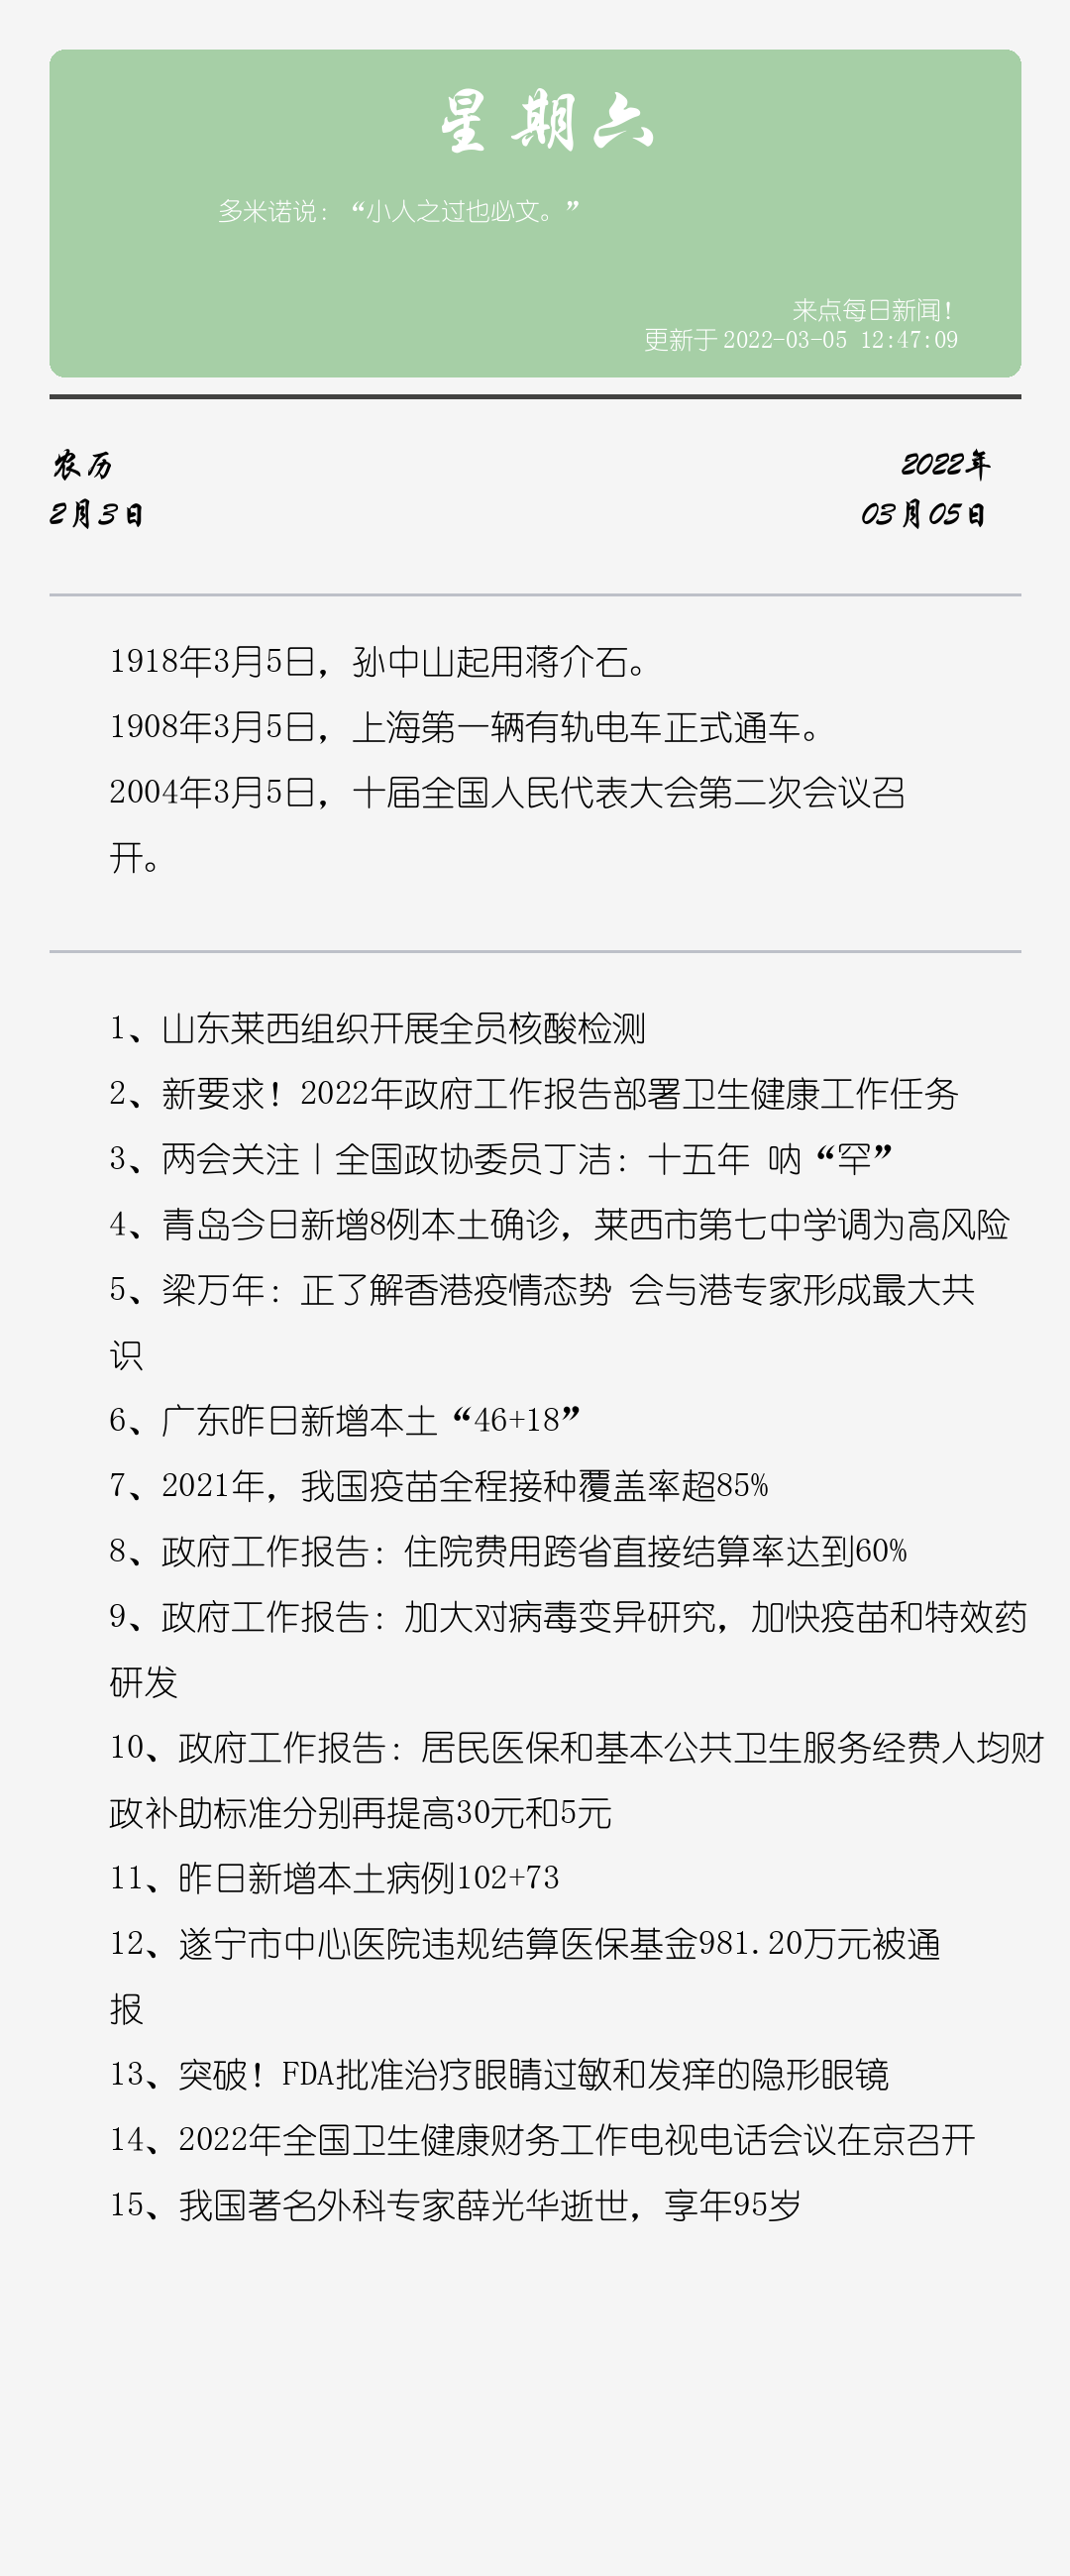 星期六
多米诺说：“小人之过也必文。”
来点每日新闻！
更新于2022-03-05 12:47:09
农历
2月3日
2022年
03月05日
1918年3月5日，孙中山起用蒋介石。
1908年3月5日，上海第一辆有轨电车正式通车。
2004年3月5日，十届全国人民代表大会第二次会议召
开。
1、山东莱西组织开展全员核酸检测
2、新要求！2022年政府工作报告部署卫生健康工作任务
3、两会关注丨全国政协委员丁洁：十五年 呐“罕”
4、青岛今日新增8例本土确诊，莱西市第七中学调为高风险
5、梁万年：正了解香港疫情态势 会与港专家形成最大共
识
6、广东昨日新增本土“46+18”
7、2021年，我国疫苗全程接种覆盖率超85%
8、政府工作报告：住院费用跨省直接结算率达到60%
9、政府工作报告：加大对病毒变异研究，加快疫苗和特效药
研发
10、政府工作报告：居民医保和基本公共卫生服务经费人均财
政补助标准分别再提高30元和5元
11、昨日新增本土病例102+73
12、遂宁市中心医院违规结算医保基金981.20万元被通
报
13、突破！FDA批准治疗眼睛过敏和发痒的隐形眼镜
14、2022年全国卫生健康财务工作电视电话会议在京召开
15、我国著名外科专家薛光华逝世，享年95岁